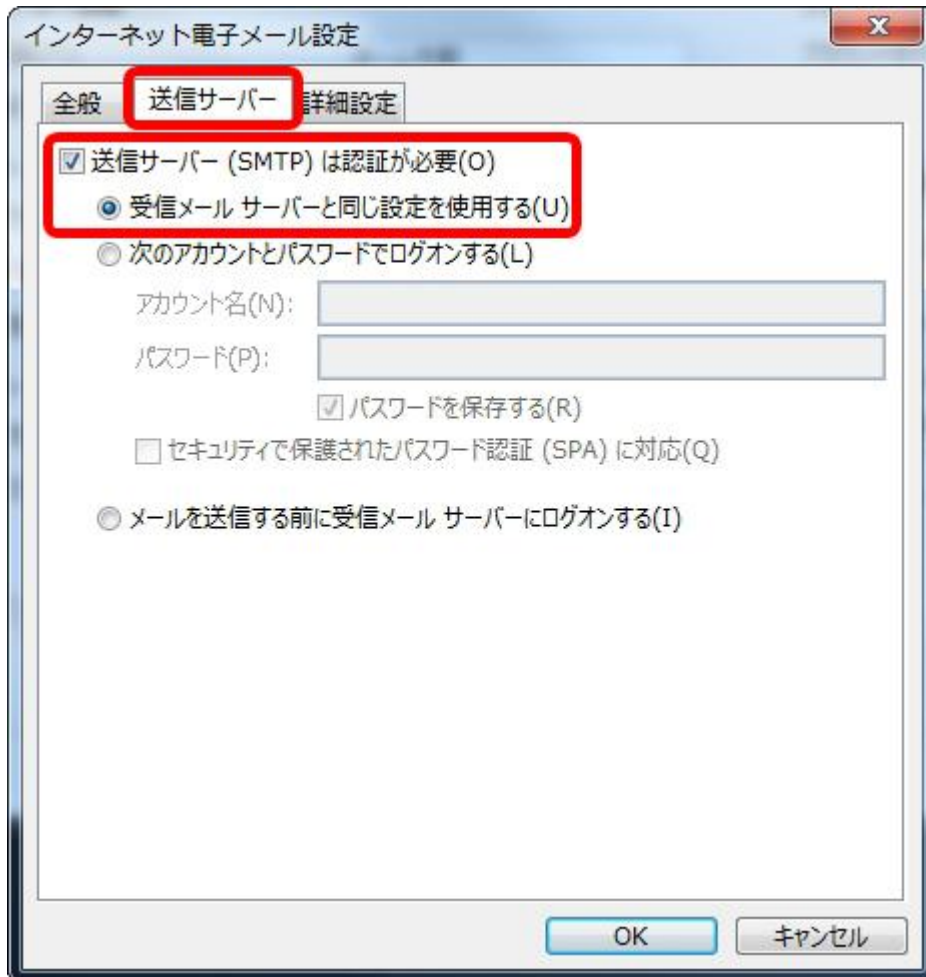 インターネット電子メール設定
全般 送信サーバー 詳細設定
送信サーバー (SMTP) は認証が必要(O)
受信メール サーバーと同じ設定を使用する(U)
次のアカウントとパスワードでログオンする(L)
アカウント名(N):
パスワード(P):
パスワードを保存する(R)
セキュリティで保護されたパスワード認証 (SPA) に対応(Q)
メールを送信する前に受信メール サーバーにログオンする(I)
OK キャンセル